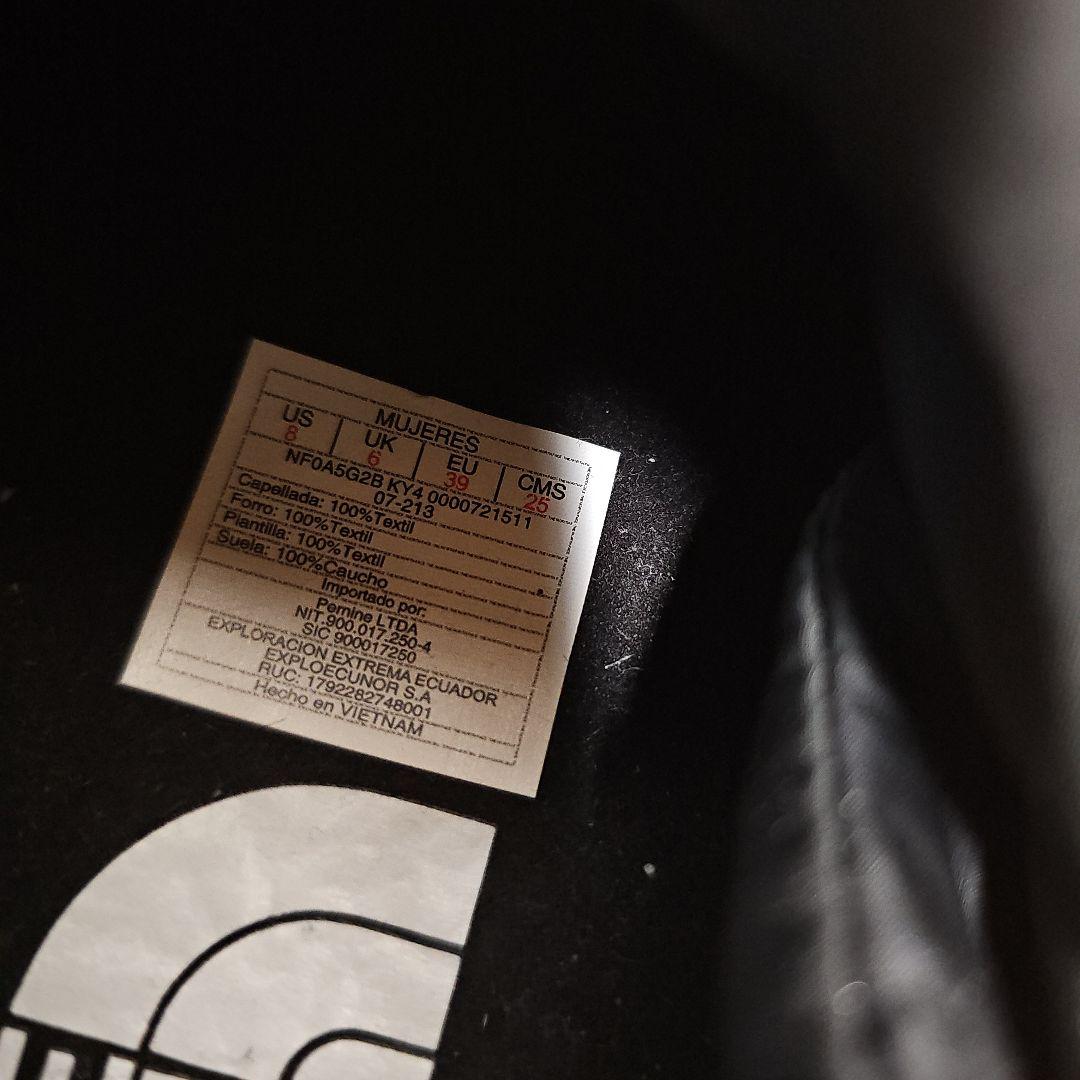 MUJERES
US UK EU CMS
8 6 39 25
NF0A5G2B KY4 0000721511
07-213
Capellada: 100%Textil
Forro: 100%Textil
Plantilla: 100%Textil
Suela: 100%Caucho
Importado por:
Pernine LTDA
NIT.900.017.250-4
SIC 900017250
EXPLORACION EXTREMA ECUADOR
EXPLOECUNOR S.A
RUC: 1792282748001
Hecho en VIETNAM